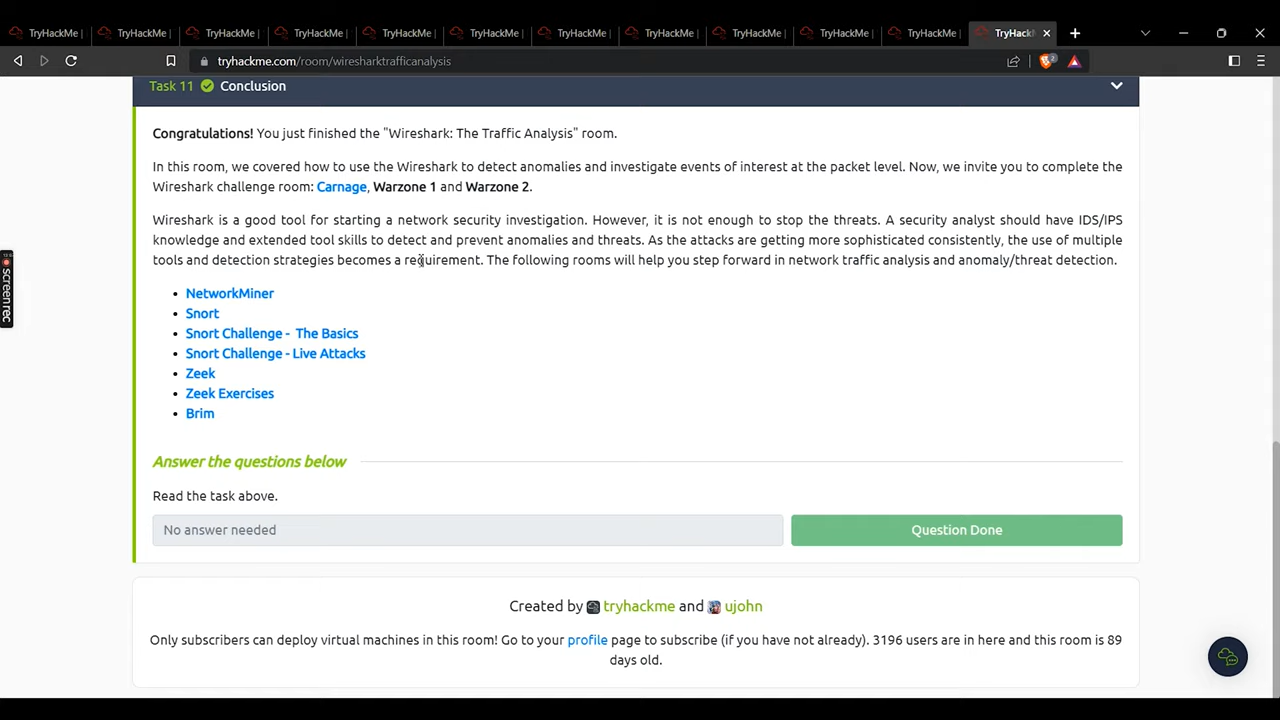 TryHackMe | TryHackMe | TryHackMe | TryHackMe | TryHackMe | TryHackMe | TryHackMe | TryHackMe | TryHackMe | TryHackMe | TryHackMe | TryHackM
tryhackme.com/room/wiresharktrafficanalysis
2
Task 11 Conclusion
Congratulations! You just finished the "Wireshark: The Traffic Analysis" room.
In this room, we covered how to use the Wireshark to detect anomalies and investigate events of interest at the packet level. Now, we invite you to complete the
Wireshark challenge room: Carnage, Warzone 1 and Warzone 2.
Wireshark is a good tool for starting a network security investigation. However, it is not enough to stop the threats. A security analyst should have IDS/IPS
knowledge and extended tool skills to detect and prevent anomalies and threats. As the attacks are getting more sophisticated consistently, the use of multiple
tools and detection strategies becomes a requirement. The following rooms will help you step forward in network traffic analysis and anomaly/threat detection.
screen rec
NetworkMiner
Snort
Snort Challenge - The Basics
Snort Challenge - Live Attacks
Zeek
Zeek Exercises
Brim
Answer the questions below
Read the task above.
No answer needed
Question Done
Created by tryhackme and ujohn
Only subscribers can deploy virtual machines in this room! Go to your profile page to subscribe (if you have not already). 3196 users are in here and this room is 89
days old.